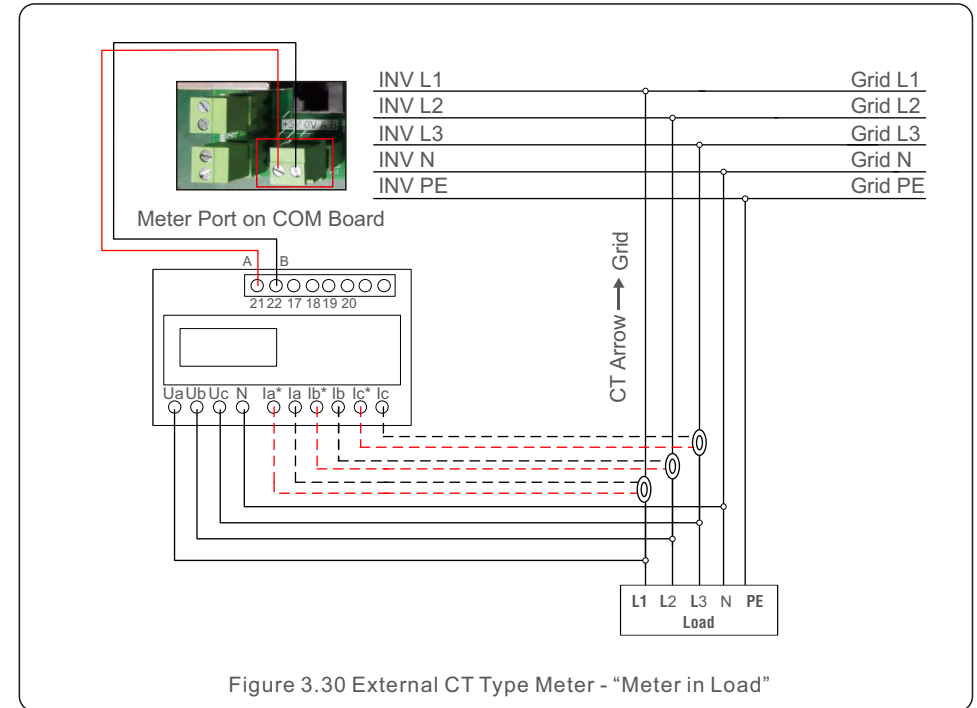 INV L1 Grid L1
INV L2 Grid L2
INV L3 Grid L3
INV N Grid N
INV PE Grid PE
+5V 0V A B
Meter Port on COM Board
CT Arrow → Grid
A B
21 22 17 18 19 20
Ua Ub Uc N Ia* Ia Ib* Ib Ic* Ic
L1 L2 L3 N PE
Load
Figure 3.30 External CT Type Meter - “Meter in Load”